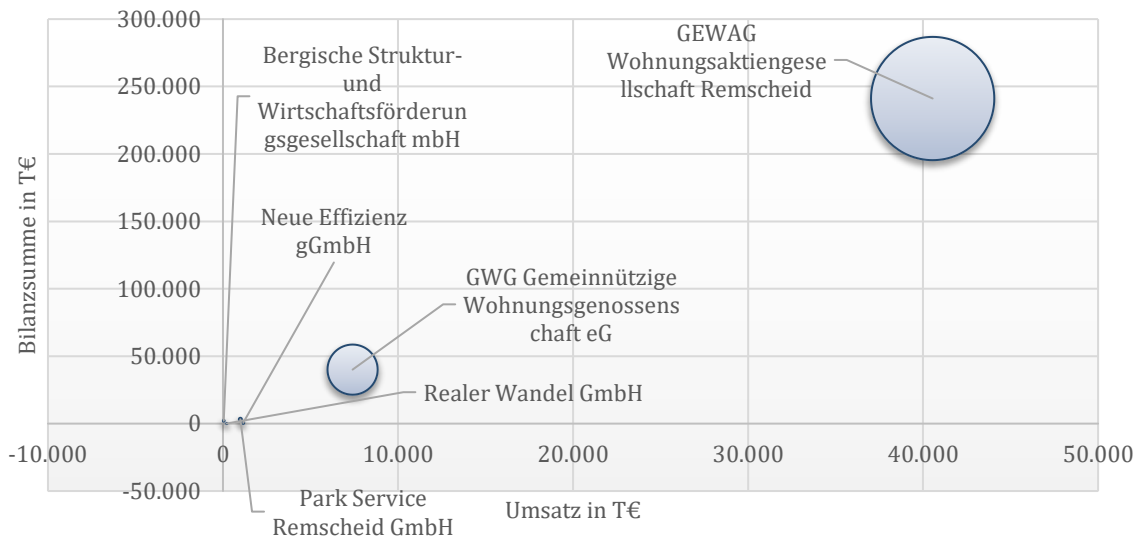 300.000
250.000
200.000
150.000
100.000
50.000
0
-50.000
Bilanzsumme in T€
-10.000
0
10.000
20.000
30.000
40.000
50.000
Umsatz in T€
Bergische Struktur-
und
Wirtschaftsförderun
gsgesellschaft mbH
GEWAG
Wohnungsaktiengese
llschaft Remscheid
Neue Effizienz
gGmbH
GWG Gemeinnützige
Wohnungsgenossens
chaft eG
Realer Wandel GmbH
Park Service
Remscheid GmbH